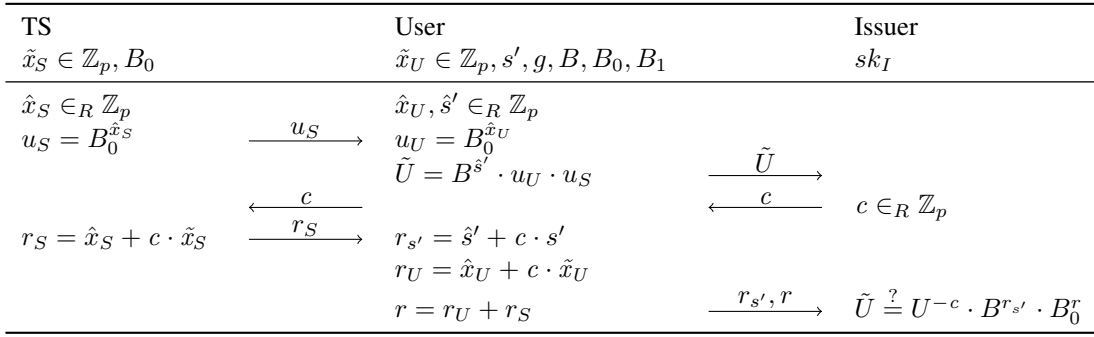 TS User Issuer
x̃_S ∈ ℤ_p, B_0 x̃_U ∈ ℤ_p, s′, g, B, B_0, B_1 sk_I
x̂_S ∈_R ℤ_p x̂_U, ŝ′ ∈_R ℤ_p
u_S = B_0^{x̂_S} u_S u_U = B_0^{x̂_U}
Ũ = B^{ŝ′} · u_U · u_S Ũ
c c c ∈_R ℤ_p
r_S = x̂_S + c · x̃_S r_S r_{s′} = ŝ′ + c · s′
r_U = x̂_U + c · x̃_U
r = r_U + r_S r_{s′}, r Ũ ≟ U^{−c} · B^{r_{s′}} · B_0^r